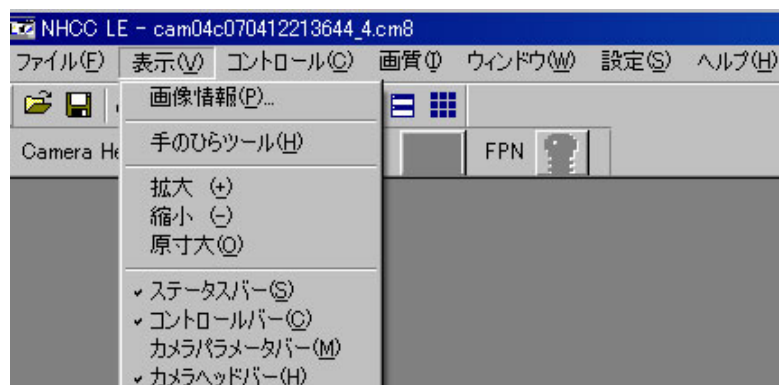 NHCC LE - cam04c070412213644_4.cm8
ファイル(F) 表示(V) コントロール(C) 画質(I) ウィンドウ(W) 設定(S) ヘルプ(H)
画像情報(P)...
手のひらツール(H)
Camera He
FPN
拡大 (+)
縮小 (-)
原寸大(O)
✓ ステータスバー(S)
✓ コントロールバー(C)
カメラパラメータバー(M)
✓ カメラヘッドバー(H)